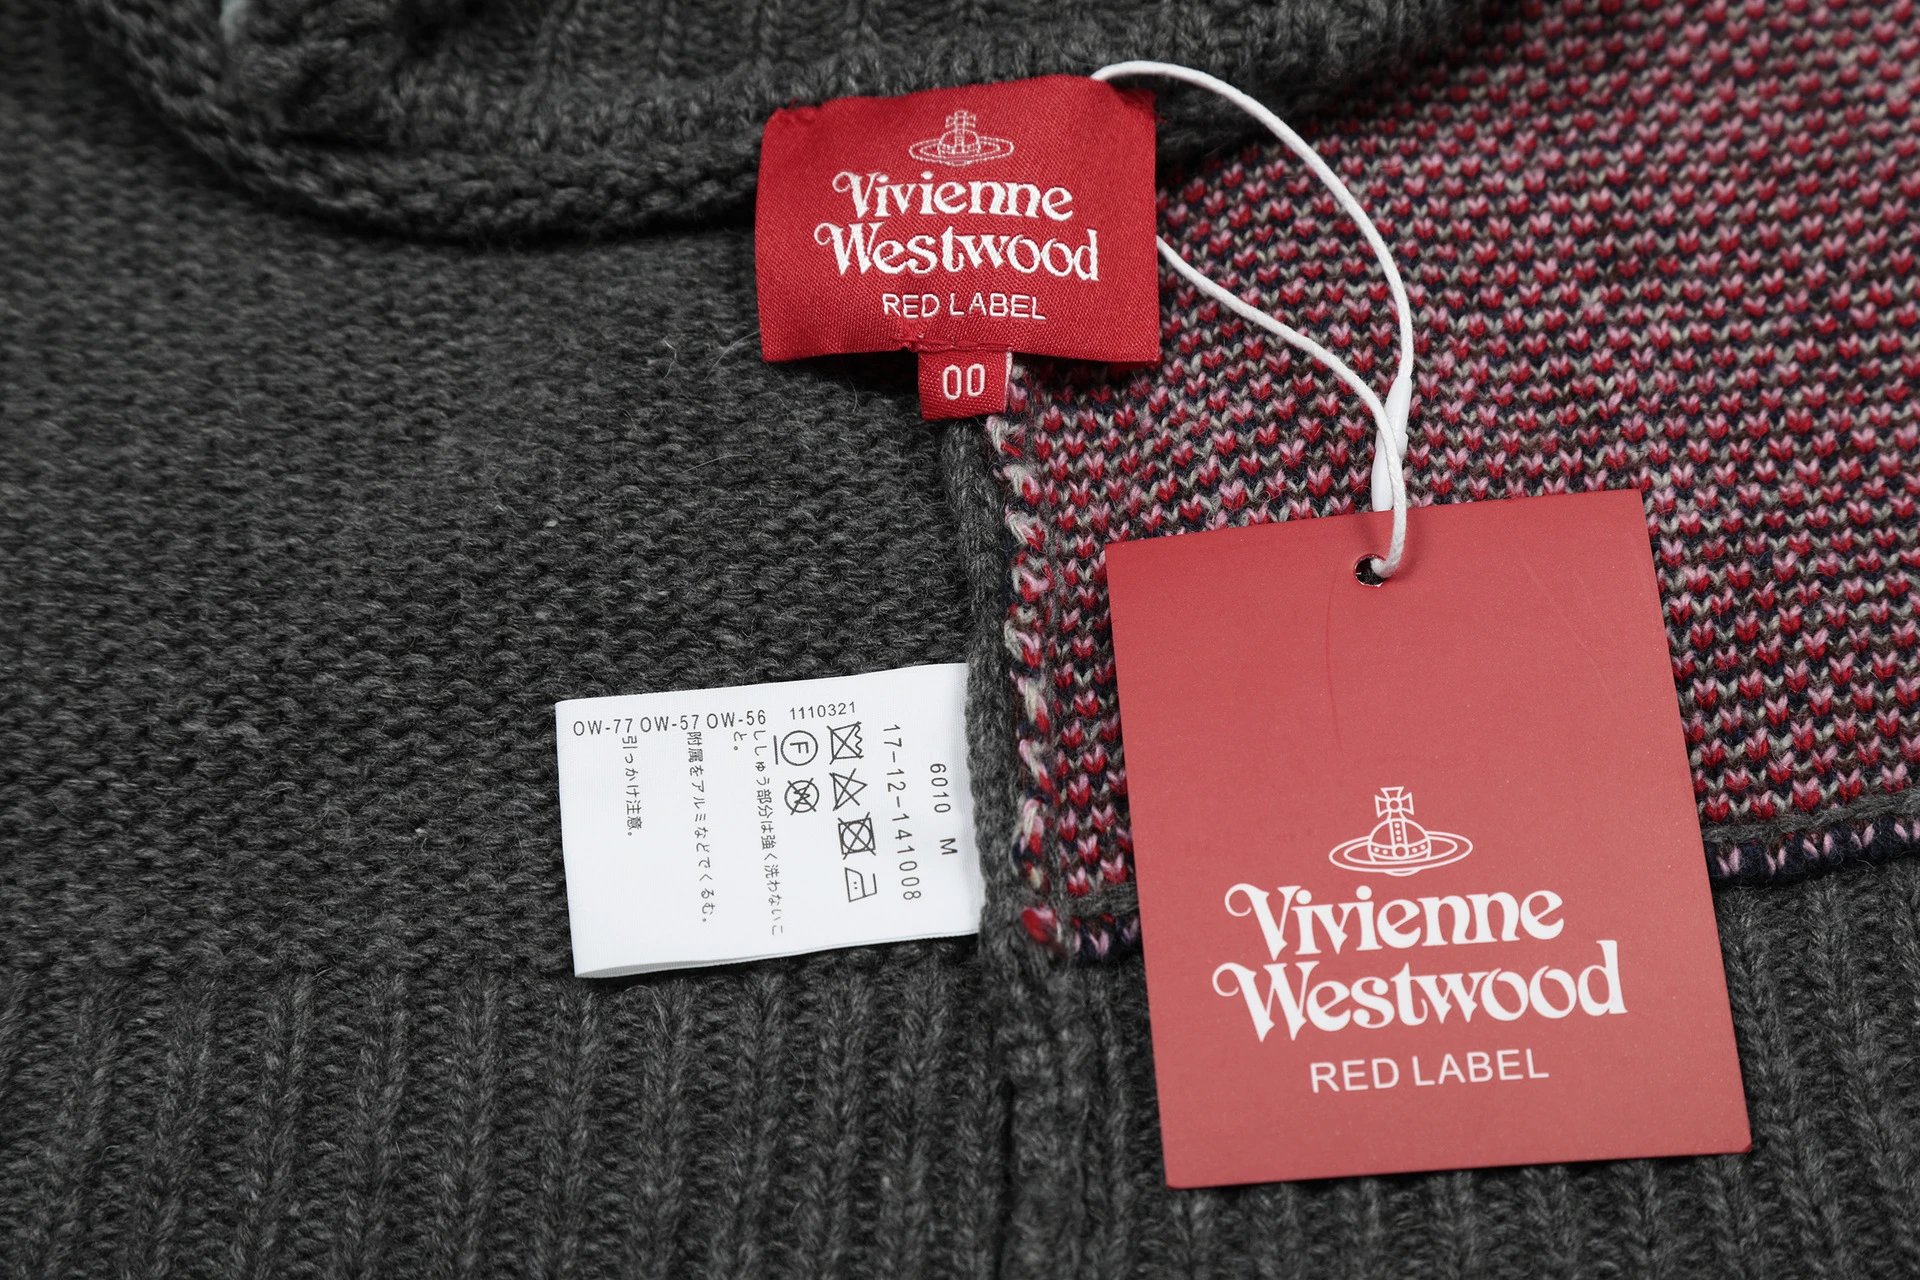 Vivienne
Westwood
RED LABEL
00
6010 M
17-12-141008
1110321
F
W
OW-56
ししゅう部分は強く洗わないこ
と。
OW-57
附属をアルミなどでくるむ。
OW-77
引っかけ注意。
Vivienne
Westwood
RED LABEL